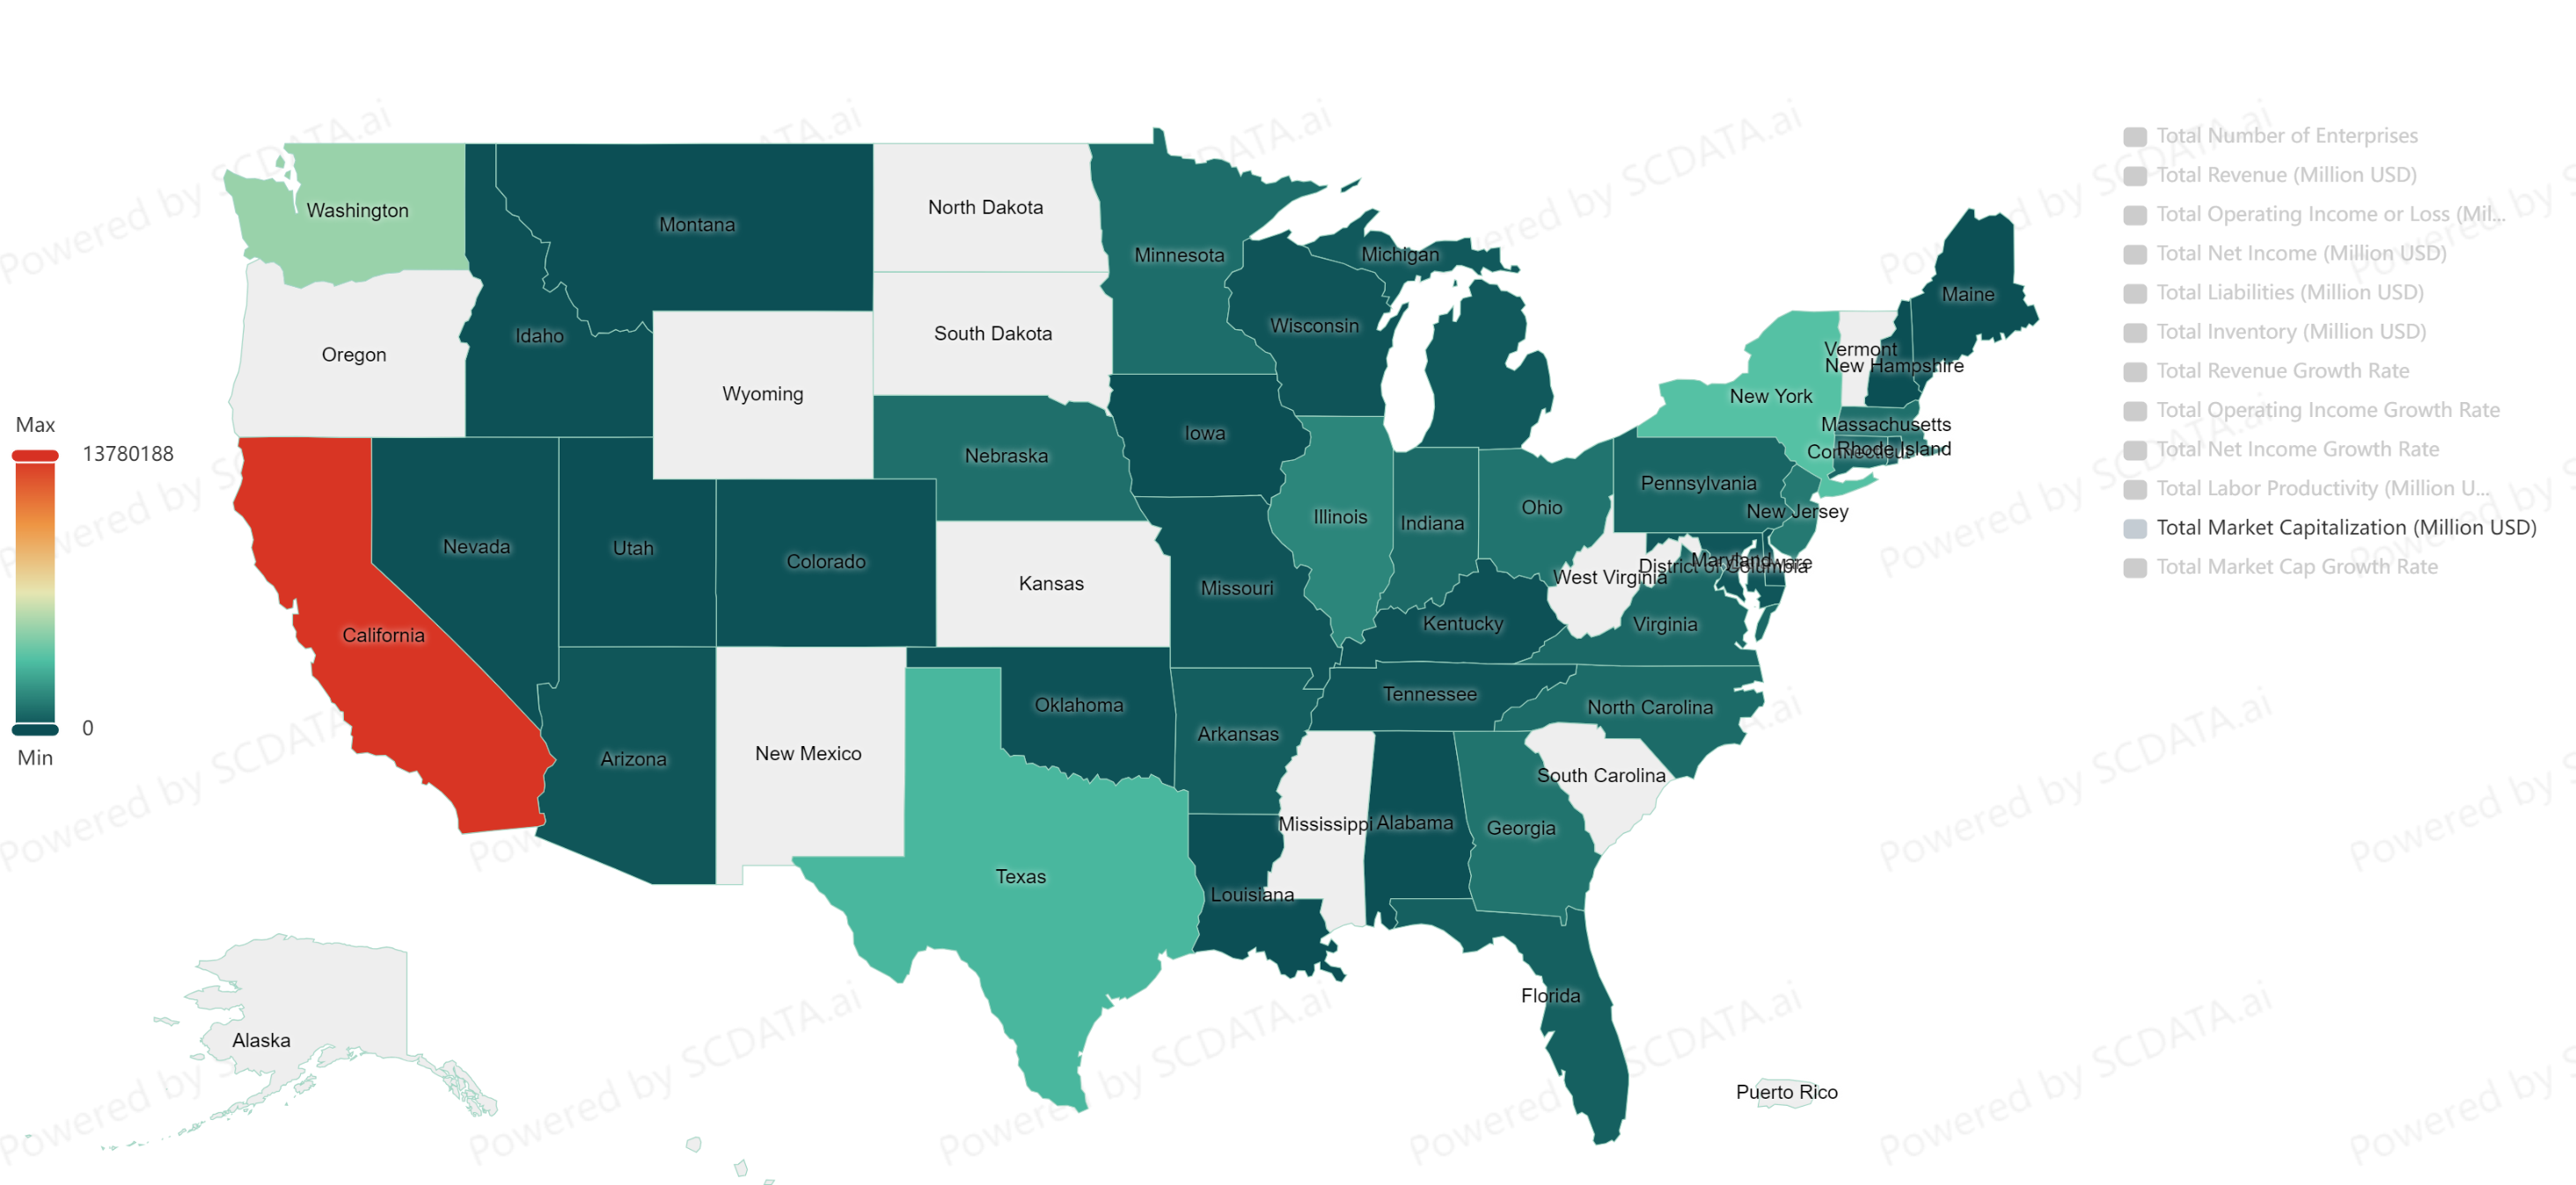 Powered by SCDATA.ai
Total Number of Enterprises
Total Revenue (Million USD)
Total Operating Income or Loss (Mil...
Total Net Income (Million USD)
Total Liabilities (Million USD)
Total Inventory (Million USD)
Total Revenue Growth Rate
Total Operating Income Growth Rate
Total Net Income Growth Rate
Total Labor Productivity (Million U...
Total Market Capitalization (Million USD)
Total Market Cap Growth Rate
Max
13780188
0
Min
Washington
Montana
North Dakota
Minnesota
Michigan
Maine
Idaho
Oregon
South Dakota
Wisconsin
Vermont
New Hampshire
Wyoming
New York
Massachusetts
Iowa
Rhode Island
Connecticut
Nebraska
Pennsylvania
New Jersey
Nevada
Utah
Colorado
Illinois
Indiana
Ohio
Maryland
Delaware
District of Columbia
West Virginia
Kansas
Missouri
Kentucky
Virginia
California
Tennessee
North Carolina
Oklahoma
Arkansas
Arizona
New Mexico
South Carolina
Mississippi
Alabama
Georgia
Texas
Louisiana
Florida
Alaska
Puerto Rico